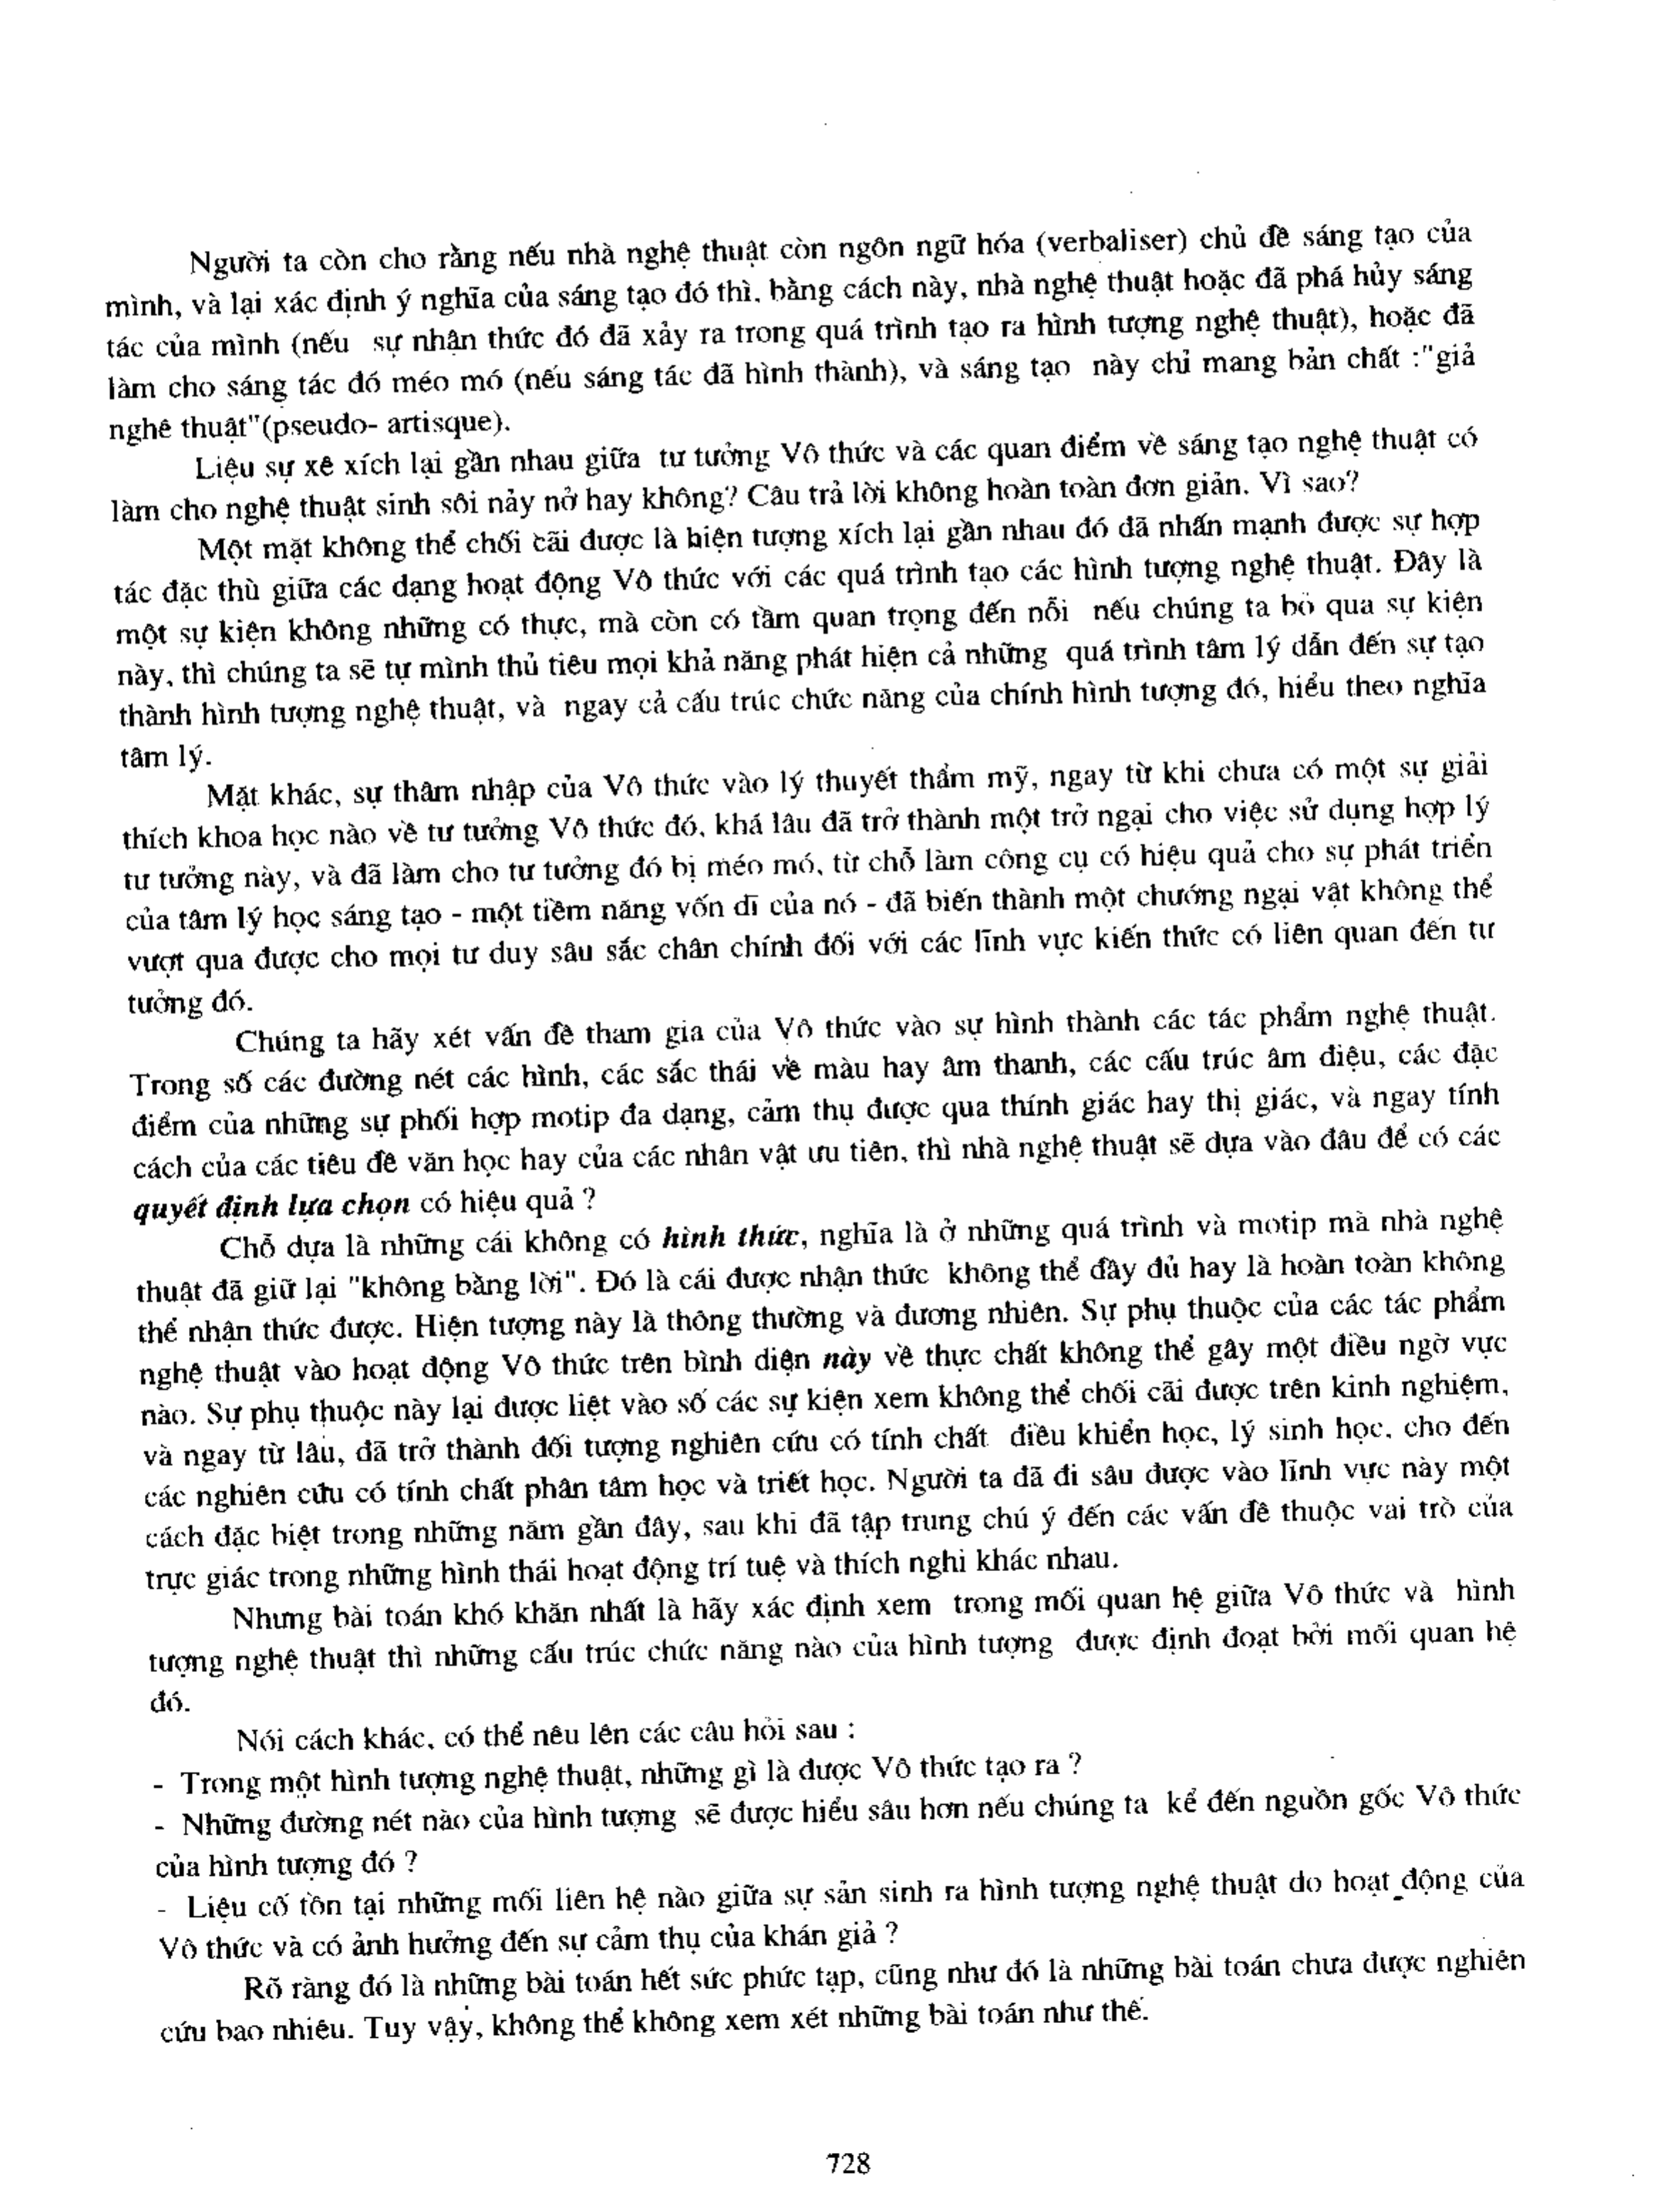 Người ta còn cho rằng nếu nhà nghệ thuật còn ngôn ngữ hóa (verbaliser) chủ đề sáng tạo của
mình, và lại xác định ý nghĩa của sáng tạo đó thì, bằng cách này, nhà nghệ thuật hoặc đã phá hủy sáng
tác của mình (nếu sự nhận thức đó đã xảy ra trong quá trình tạo ra hình tượng nghệ thuật), hoặc đã
làm cho sáng tác đó méo mó (nếu sáng tác đã hình thành), và sáng tạo này chỉ mang bản chất :"giả
nghê thuật"(pseudo- artisque).
Liệu sự xê xích lại gần nhau giữa tư tưởng Vô thức và các quan điểm về sáng tạo nghệ thuật có
làm cho nghệ thuật sinh sôi nảy nở hay không? Câu trả lời không hoàn toàn đơn giản. Vì sao?
Một mặt không thể chối cãi được là hiện tượng xích lại gần nhau đó đã nhấn mạnh được sự hợp
tác đặc thù giữa các dạng hoạt động Vô thức với các quá trình tạo các hình tượng nghệ thuật. Đây là
một sự kiện không những có thực, mà còn có tầm quan trọng đến nỗi nếu chúng ta bỏ qua sự kiện
này, thì chúng ta sẽ tự mình thủ tiêu mọi khả năng phát hiện cả những quá trình tâm lý dẫn đến sự tạo
thành hình tượng nghệ thuật, và ngay cả cấu trúc chức năng của chính hình tượng đó, hiểu theo nghĩa
tâm lý.
Mặt khác, sự thâm nhập của Vô thức vào lý thuyết thẩm mỹ, ngay từ khi chưa có một sự giải
thích khoa học nào về tư tưởng Vô thức đó, khá lâu đã trở thành một trở ngại cho việc sử dụng hợp lý
tư tưởng này, và đã làm cho tư tưởng đó bị méo mó, từ chỗ làm công cụ có hiệu quả cho sự phát triển
của tâm lý học sáng tạo - một tiềm năng vốn dĩ của nó - đã biến thành một chướng ngại vật không thể
vượt qua được cho mọi tư duy sâu sắc chân chính đối với các lĩnh vực kiến thức có liên quan đến tư
tưởng đó.
Chúng ta hãy xét vấn đề tham gia của Vô thức vào sự hình thành các tác phẩm nghệ thuật.
Trong số các đường nét các hình, các sắc thái về màu hay âm thanh, các cấu trúc âm điệu, các đặc
điểm của những sự phối hợp motip đa dạng, cảm thụ được qua thính giác hay thị giác, và ngay tính
cách của các tiêu đề văn học hay của các nhân vật ưu tiên, thì nhà nghệ thuật sẽ dựa vào đâu để có các
quyết định lựa chọn có hiệu quả ?
Chỗ dựa là những cái không có hình thức, nghĩa là ở những quá trình và motip mà nhà nghệ
thuật đã giữ lại "không bằng lời". Đó là cái được nhận thức không thể đầy đủ hay là hoàn toàn không
thể nhận thức được. Hiện tượng này là thông thường và đương nhiên. Sự phụ thuộc của các tác phẩm
nghệ thuật vào hoạt động Vô thức trên bình diện này về thực chất không thể gây một điều ngờ vực
nào. Sự phụ thuộc này lại được liệt vào số các sự kiện xem không thể chối cãi được trên kinh nghiệm,
và ngay từ lâu, đã trở thành đối tượng nghiên cứu có tính chất điều khiển học, lý sinh học, cho đến
các nghiên cứu có tính chất phân tâm học và triết học. Người ta đã đi sâu được vào lĩnh vực này một
cách đặc biệt trong những năm gần đây, sau khi đã tập trung chú ý đến các vấn đề thuộc vai trò của
trực giác trong những hình thái hoạt động trí tuệ và thích nghi khác nhau.
Nhưng bài toán khó khăn nhất là hãy xác định xem trong mối quan hệ giữa Vô thức và hình
tượng nghệ thuật thì những cấu trúc chức năng nào của hình tượng được định đoạt bởi mối quan hệ
đó.
Nói cách khác, có thể nêu lên các câu hỏi sau :
- Trong một hình tượng nghệ thuật, những gì là được Vô thức tạo ra ?
- Những đường nét nào của hình tượng sẽ được hiểu sâu hơn nếu chúng ta kể đến nguồn gốc Vô thức
của hình tượng đó ?
- Liệu cố tồn tại những mối liên hệ nào giữa sự sản sinh ra hình tượng nghệ thuật do hoạt động của
Vô thức và có ảnh hưởng đến sự cảm thụ của khán giả ?
Rõ ràng đó là những bài toán hết sức phức tạp, cũng như đó là những bài toán chưa được nghiên
cứu bao nhiêu. Tuy vậy, không thể không xem xét những bài toán như thế.
728